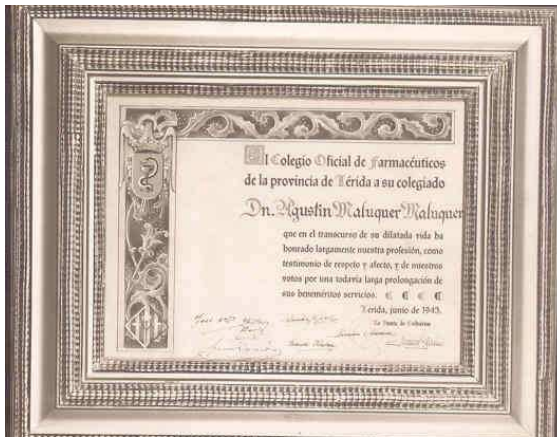 El Colegio Oficial de Farmacéuticos
de la provincia de Lérida a su colegiado
Dn. Agustin Maluquer Maluquer
que en el transcurso de su dilatada vida ha
honrado largamente nuestra profesión, como
testimonio de respeto y afecto, y de nuestros
votos por una todavía larga prolongación de
sus beneméritos servicios.
Lérida, junio de 1943.
La Junta de Gobierno